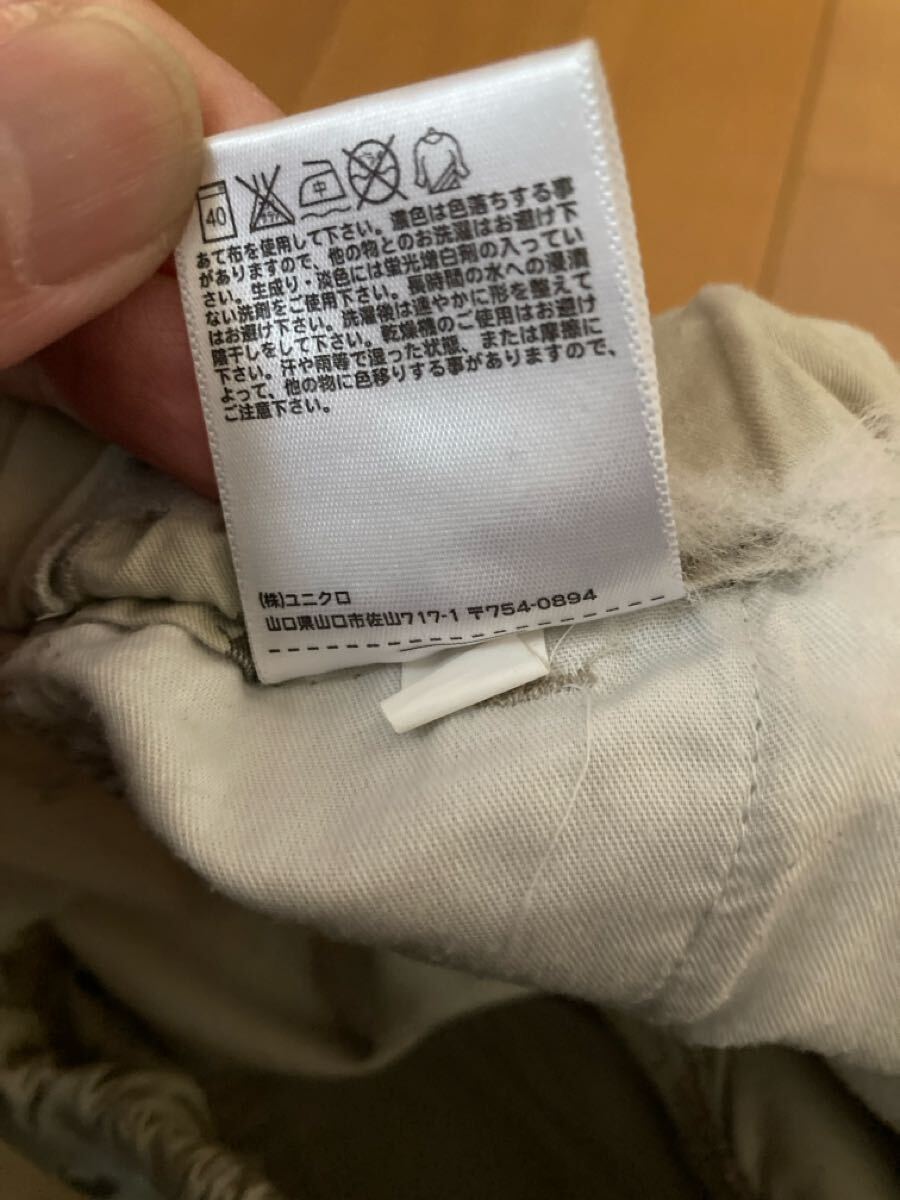 40 中
あて布を使用して下さい。濃色は色落ちする事
がありますので、他の物とのお洗濯はお避け下
さい。生成り・淡色には蛍光増白剤の入ってい
ない洗剤をご使用下さい。長時間の水への浸漬
はお避け下さい。洗濯後は速やかに形を整えて
陰干しをして下さい。乾燥機のご使用はお避け
下さい。汗や雨等で湿った状態、または摩擦に
よって、他の物に色移りする事がありますので、
ご注意下さい。
(株)ユニクロ
山口県山口市佐山717-1 〒754-0894